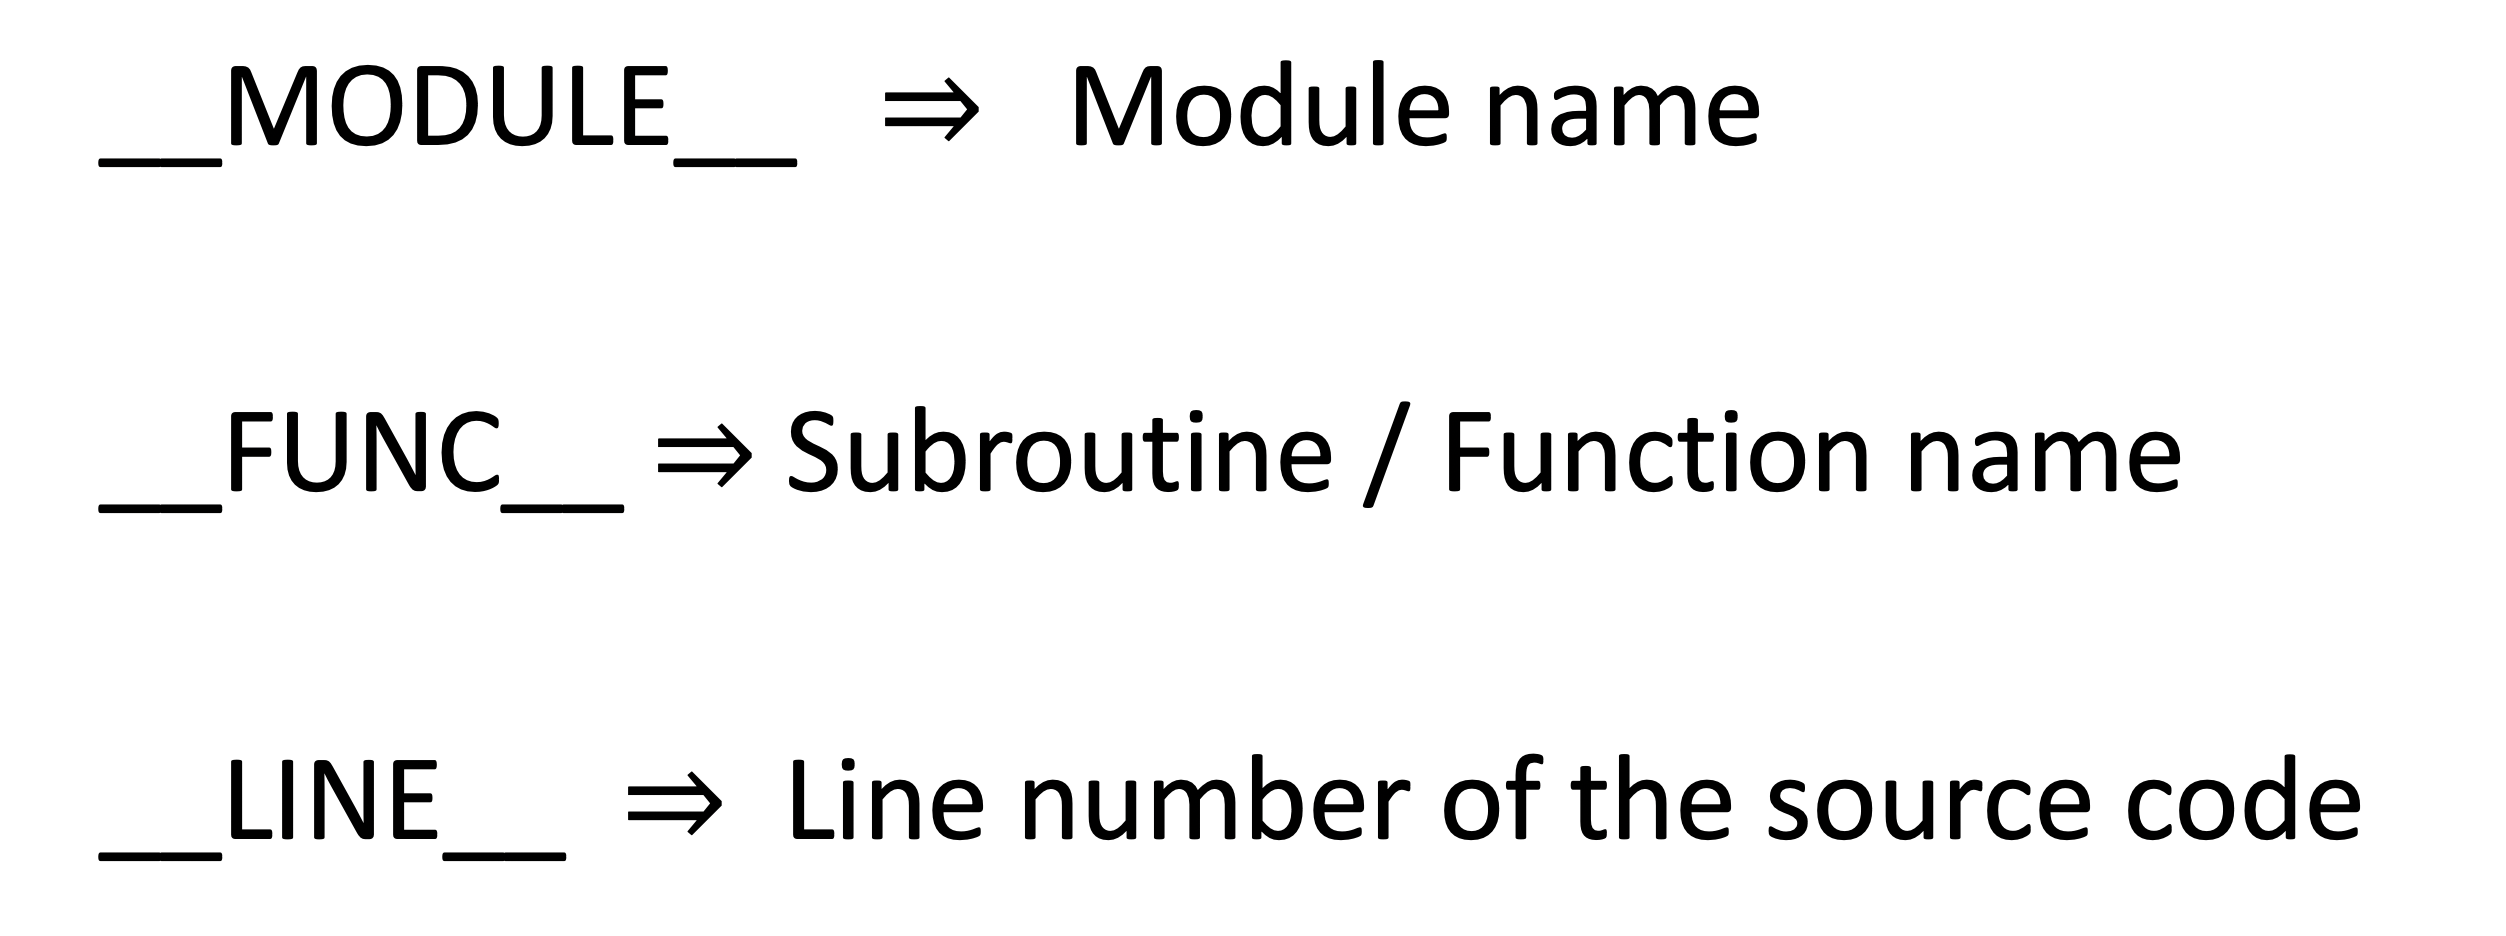 __MODULE__ ⇒ Module name
__FUNC__ ⇒ Subroutine/ Function name
__LINE__ ⇒ Line number of the source code